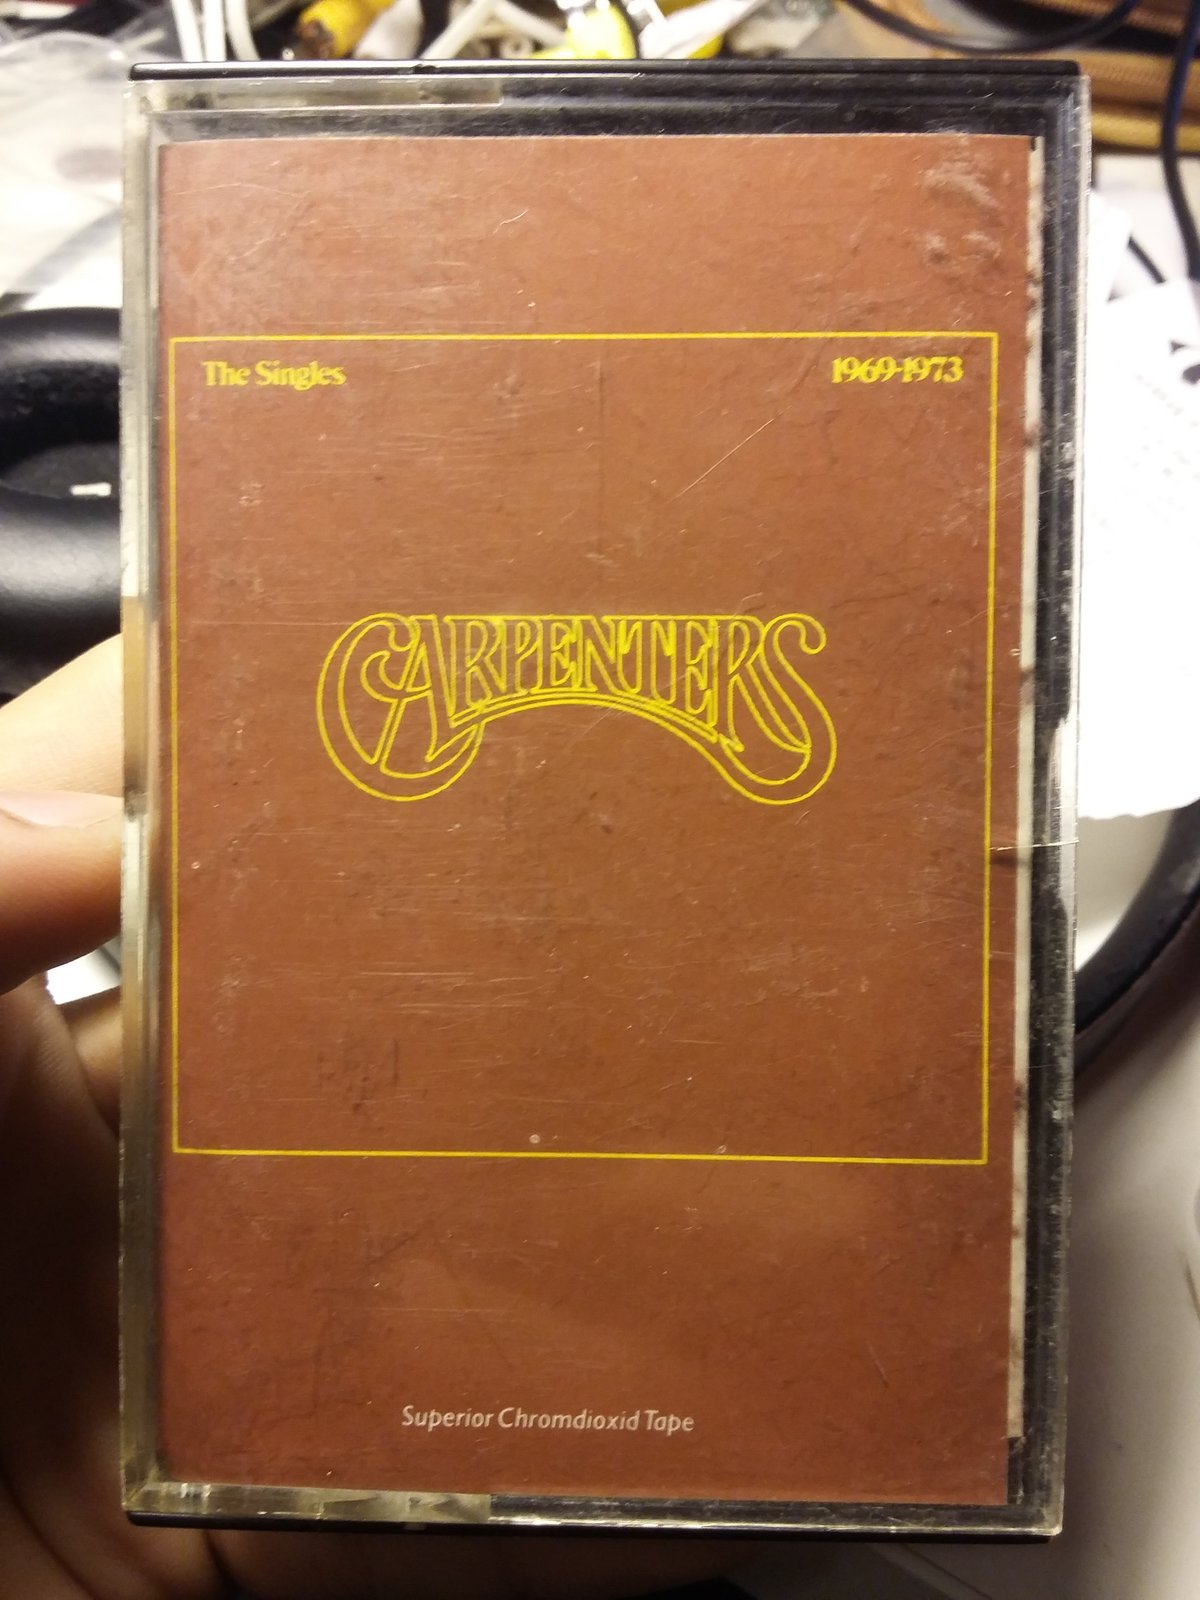 The Singles 1969-1973
CARPENTERS
Superior Chromdioxid Tape